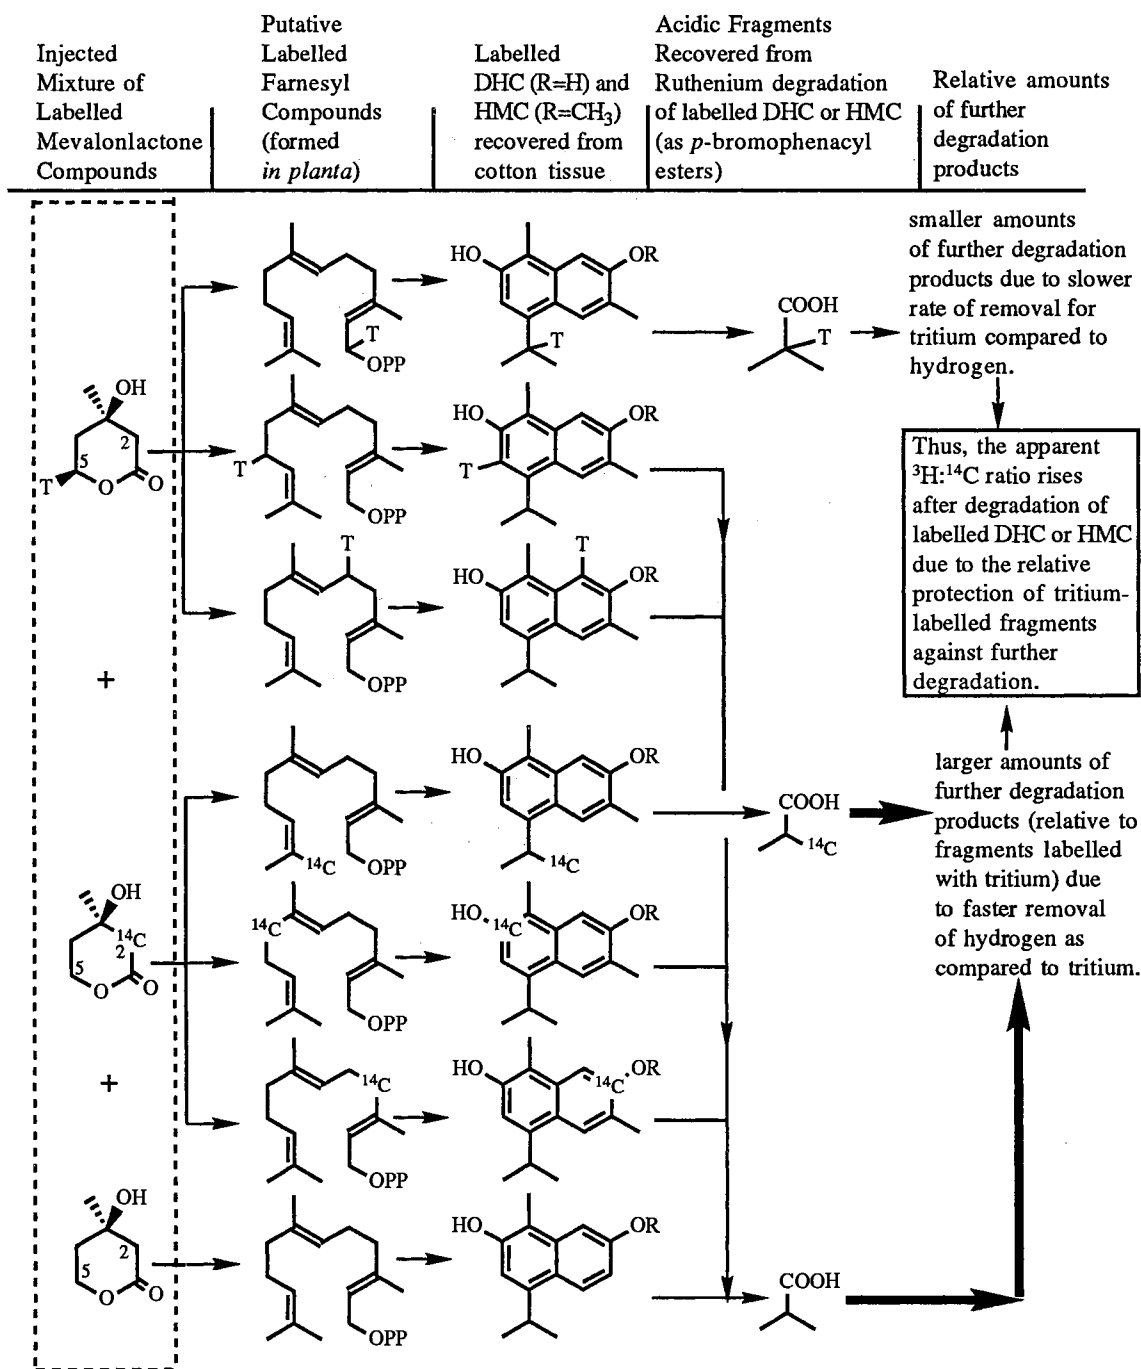 Injected
Mixture of
Labelled
Mevalonlactone
Compounds
Putative
Labelled
Farnesyl
Compounds
(formed
in planta)
Labelled
DHC (R=H) and
HMC (R=CH3)
recovered from
cotton tissue
Acidic Fragments
Recovered from
Ruthenium degradation
of labelled DHC or HMC
(as p-bromophenacyl
esters)
Relative amounts
of further
degradation
products
OH
2
5
T
O
O
T
OPP
HO
OR
T
COOH
T
smaller amounts
of further degradation
products due to slower
rate of removal for
tritium compared to
hydrogen.
T
OPP
HO
OR
T
Thus, the apparent
3H:14C ratio rises
after degradation of
labelled DHC or HMC
due to the relative
protection of tritium-
labelled fragments
against further
degradation.
T
OPP
HO
T
OR
+
OH
14C
2
5
O
O
14C
OPP
HO
OR
14C
COOH
14C
larger amounts of
further degradation
products (relative to
fragments labelled
with tritium) due
to faster removal
of hydrogen as
compared to tritium.
14C
OPP
HO
14C
OR
14C
OPP
HO
14C
OR
+
OH
2
5
O
O
OPP
HO
OR
COOH